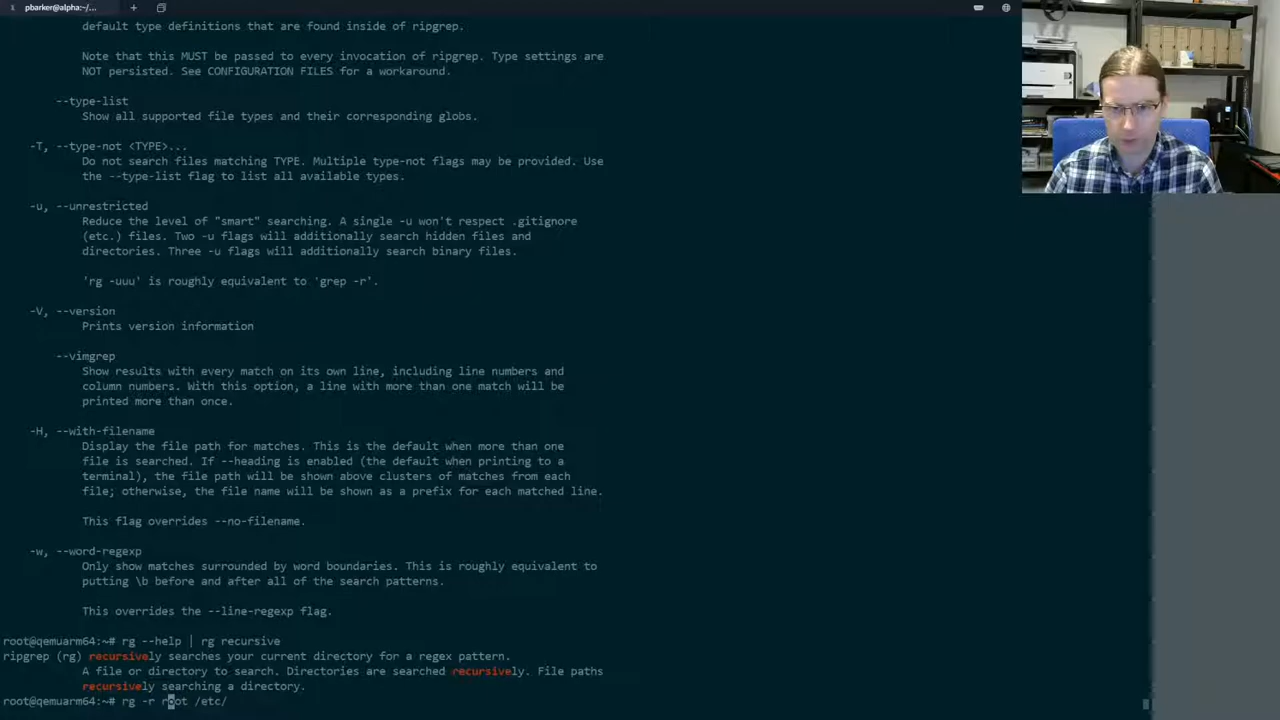 pbarker@alpha:~/...
default type definitions that are found inside of ripgrep.
Note that this MUST be passed to every invocation of ripgrep. Type settings are
NOT persisted. See CONFIGURATION FILES for a workaround.
--type-list
Show all supported file types and their corresponding globs.
-T, --type-not <TYPE>...
Do not search files matching TYPE. Multiple type-not flags may be provided. Use
the --type-list flag to list all available types.
-u, --unrestricted
Reduce the level of "smart" searching. A single -u won't respect .gitignore
(etc.) files. Two -u flags will additionally search hidden files and
directories. Three -u flags will additionally search binary files.
'rg -uuu' is roughly equivalent to 'grep -r'.
-V, --version
Prints version information
--vimgrep
Show results with every match on its own line, including line numbers and
column numbers. With this option, a line with more than one match will be
printed more than once.
-H, --with-filename
Display the file path for matches. This is the default when more than one
file is searched. If --heading is enabled (the default when printing to a
terminal), the file path will be shown above clusters of matches from each
file; otherwise, the file name will be shown as a prefix for each matched line.
This flag overrides --no-filename.
-w, --word-regexp
Only show matches surrounded by word boundaries. This is roughly equivalent to
putting \b before and after all of the search patterns.
This overrides the --line-regexp flag.
root@qemuarm64:~# rg --help | rg recursive
ripgrep (rg) recursively searches your current directory for a regex pattern.
A file or directory to search. Directories are searched recursively. File paths
recursively searching a directory.
root@qemuarm64:~# rg -r root /etc/